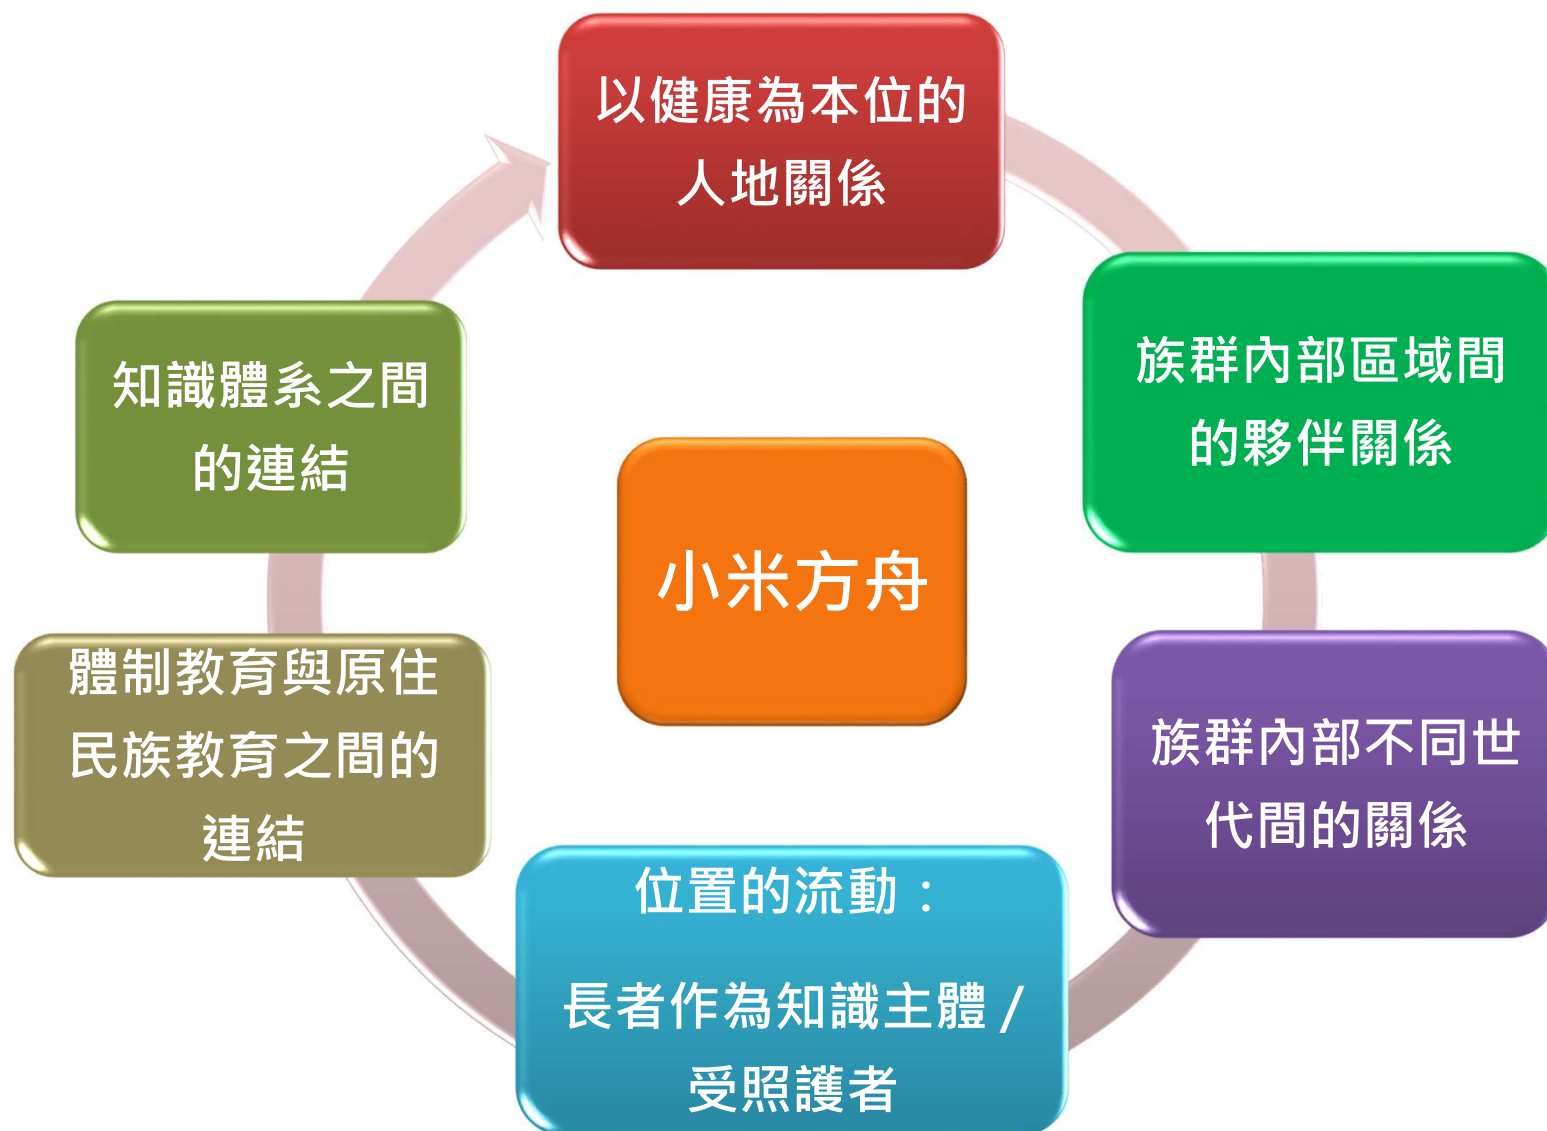 以健康為本位的
人地關係
族群內部區域間
的夥伴關係
族群內部不同世
代間的關係
位置的流動：
長者作為知識主體/
受照護者
體制教育與原住
民族教育之間的
連結
知識體系之間
的連結
小米方舟